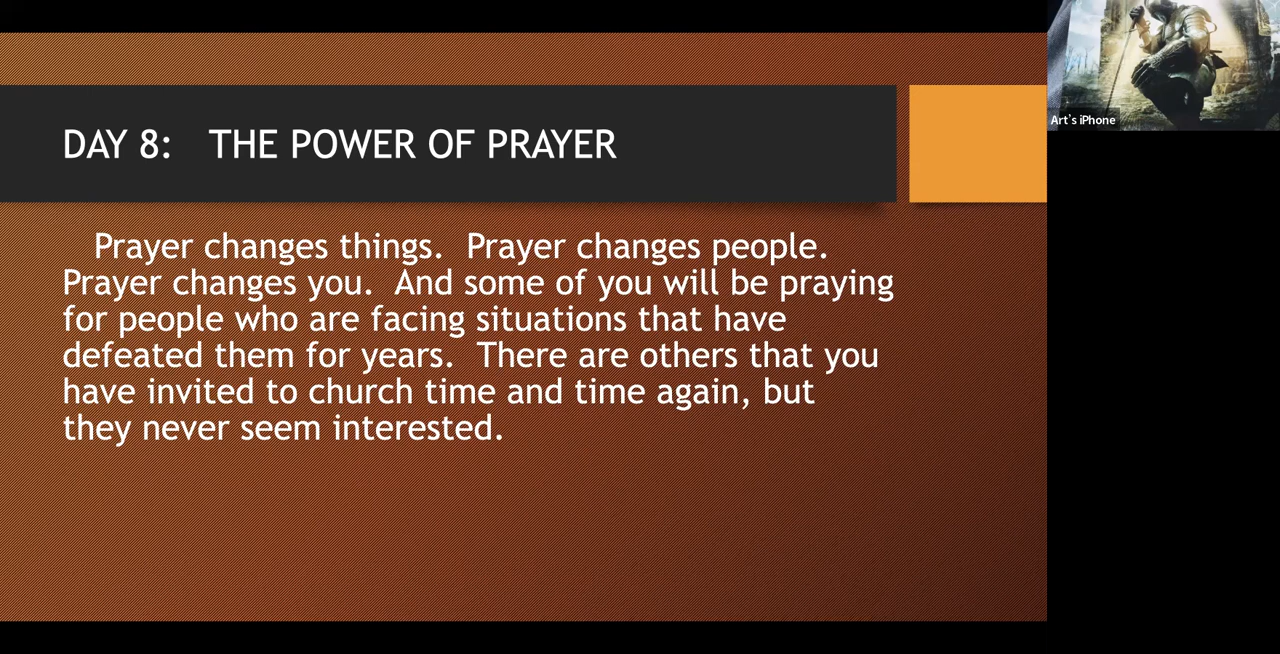 DAY 8: THE POWER OF PRAYER
Prayer changes things. Prayer changes people.
Prayer changes you. And some of you will be praying
for people who are facing situations that have
defeated them for years. There are others that you
have invited to church time and time again, but
they never seem interested.
Art's iPhone